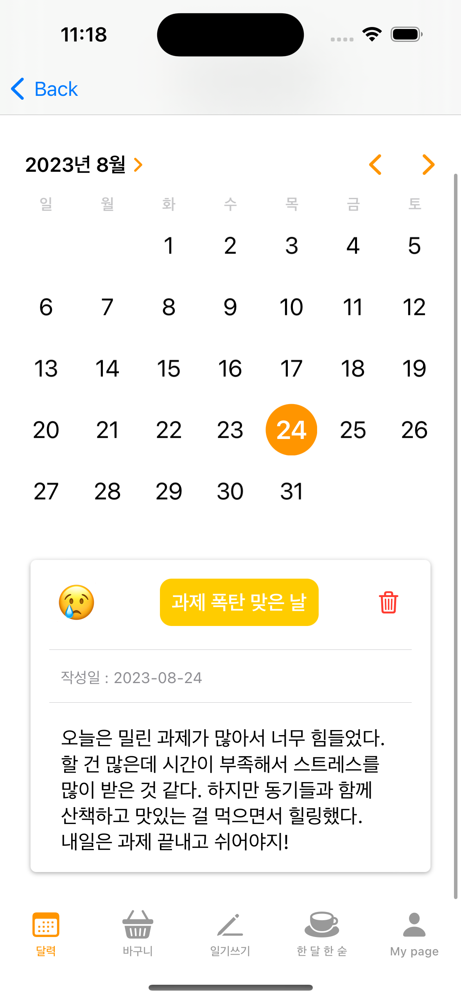 11:18
Back
2023년 8월
일 월 화 수 목 금 토
1 2 3 4 5
6 7 8 9 10 11 12
13 14 15 16 17 18 19
20 21 22 23 24 25 26
27 28 29 30 31
과제 폭탄 맞은 날
작성일 : 2023-08-24
오늘은 밀린 과제가 많아서 너무 힘들었다.
할 건 많은데 시간이 부족해서 스트레스를
많이 받은 것 같다. 하지만 동기들과 함께
산책하고 맛있는 걸 먹으면서 힐링했다.
내일은 과제 끝내고 쉬어야지!
달력 바구니 일기쓰기 한 달 한 숟 My page